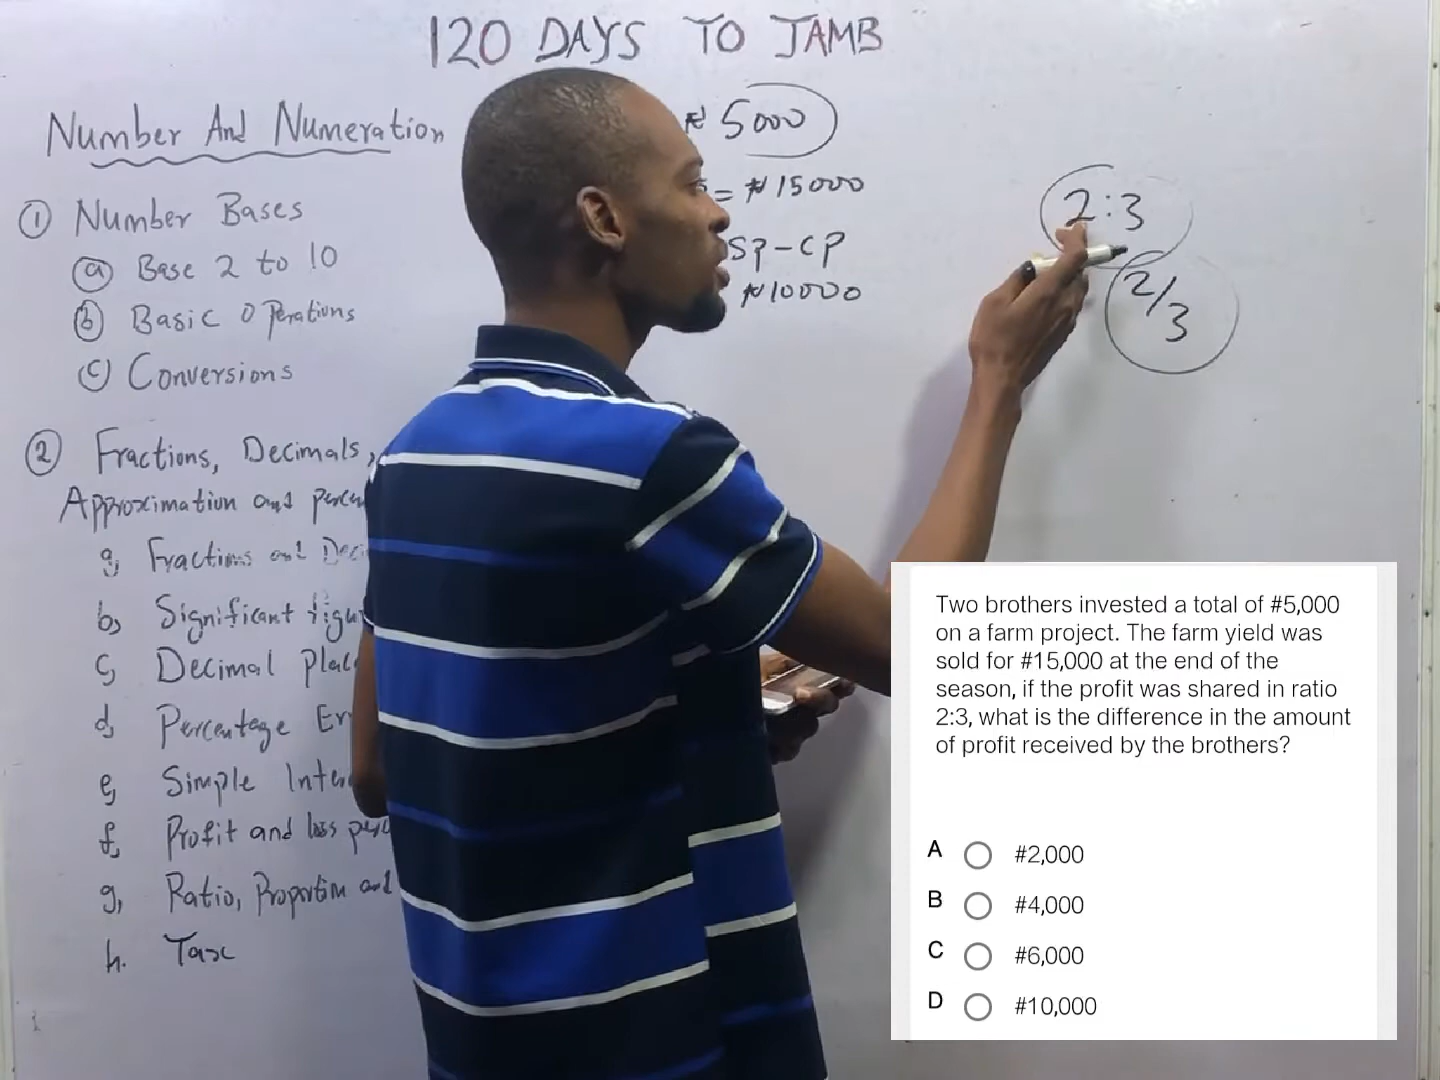 120 DAYS TO JAMB
Number And Numeration
① Number Bases
ⓐ Base 2 to 10
ⓑ Basic Operations
ⓒ Conversions
② Fractions, Decimals,
Approximation and
g, Fractions and
b, Significant
c, Decimal
d, Percentage
e, Simple
f, Profit and loss
g, Ratio, Proportion and
h. Tax
₦5000
= ₦15000
SP-CP
₦10000
2:3
2/3
Two brothers invested a total of #5,000
on a farm project. The farm yield was
sold for #15,000 at the end of the
season, if the profit was shared in ratio
2:3, what is the difference in the amount
of profit received by the brothers?
A #2,000
B #4,000
C #6,000
D #10,000